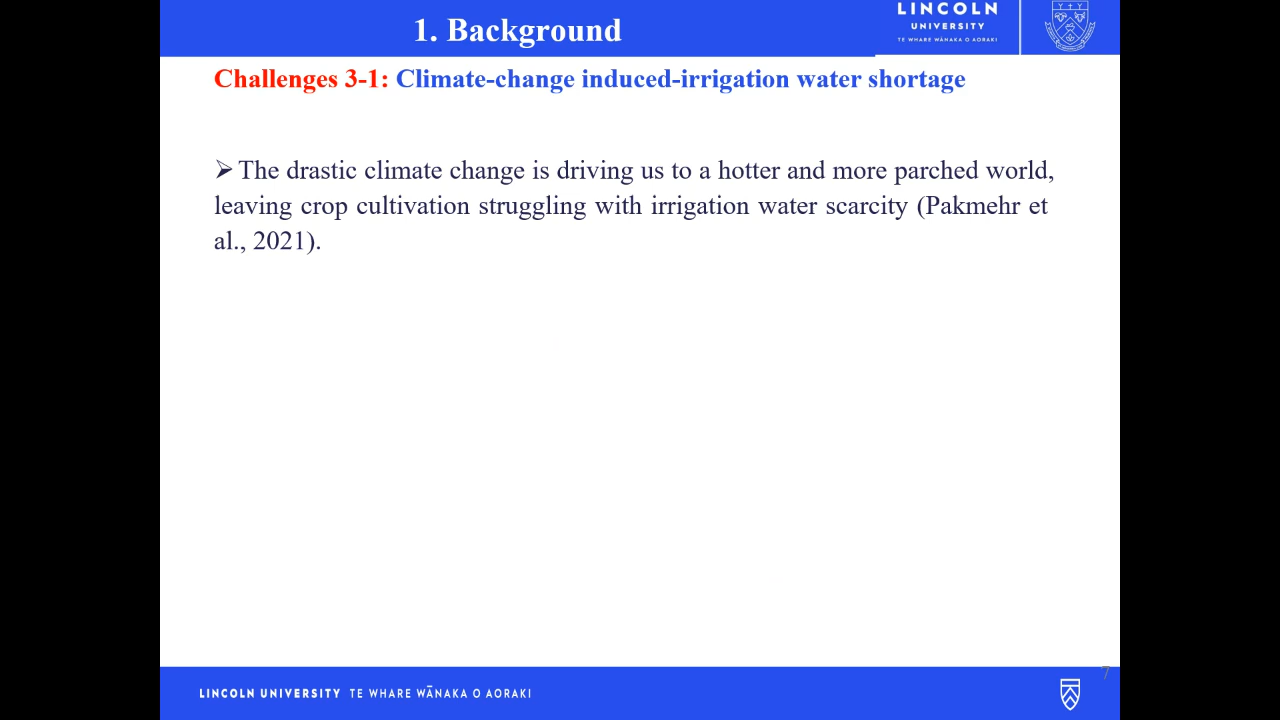 1. Background
LINCOLN
UNIVERSITY
TE WHARE WĀNAKA O AORAKI
Challenges 3-1: Climate-change induced-irrigation water shortage
➢ The drastic climate change is driving us to a hotter and more parched world,
leaving crop cultivation struggling with irrigation water scarcity (Pakmehr et
al., 2021).
7
LINCOLN UNIVERSITY TE WHARE WĀNAKA O AORAKI